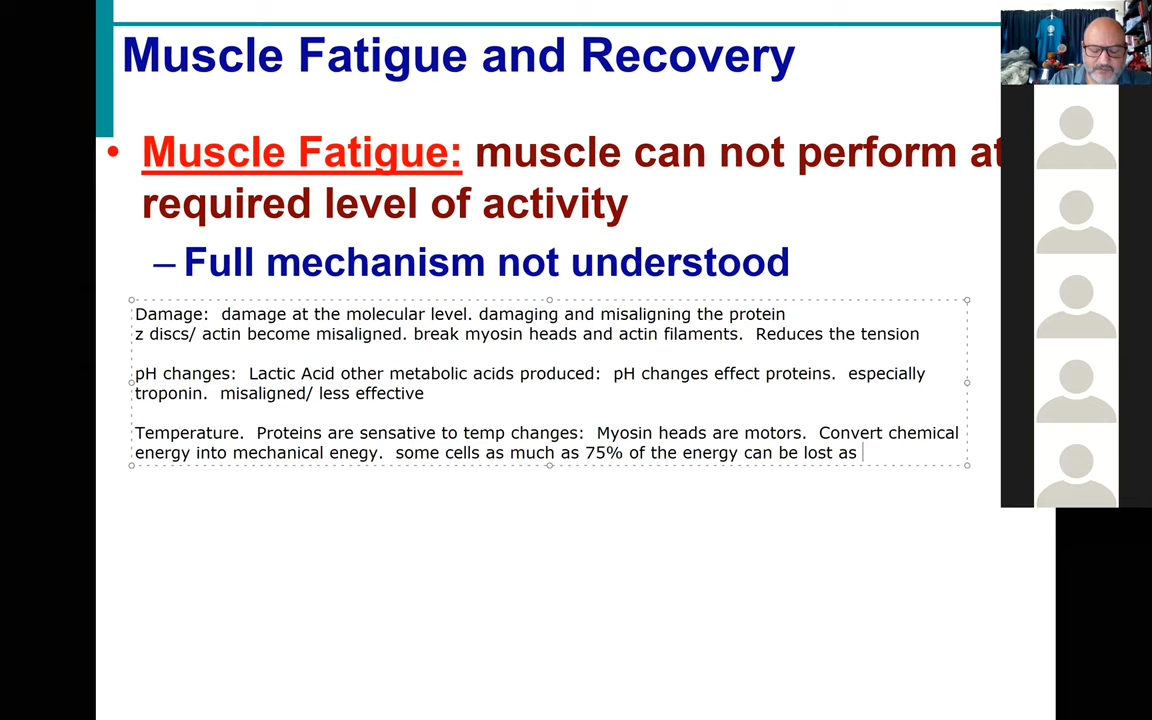 Muscle Fatigue and Recovery
• Muscle Fatigue: muscle can not perform at
required level of activity
– Full mechanism not understood
Damage: damage at the molecular level. damaging and misaligning the protein
z discs/ actin become misaligned. break myosin heads and actin filaments. Reduces the tension
pH changes: Lactic Acid other metabolic acids produced: pH changes effect proteins. especially
troponin. misaligned/ less effective
Temperature. Proteins are sensative to temp changes: Myosin heads are motors. Convert chemical
energy into mechanical enegy. some cells as much as 75% of the energy can be lost as